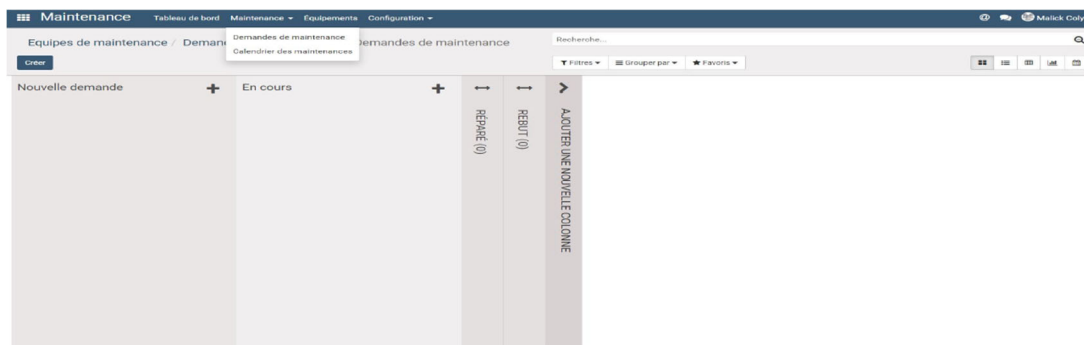 Maintenance Tableau de bord Maintenance Équipements Configuration Malick Coly
Equipes de maintenance / Deman Demandes de maintenance
Demandes de maintenance
Calendrier des maintenances
Recherche...
Créer
Filtres Grouper par Favoris
Nouvelle demande
En cours
RÉPARÉ (0)
REBUT (0)
AJOUTER UNE NOUVELLE COLONNE